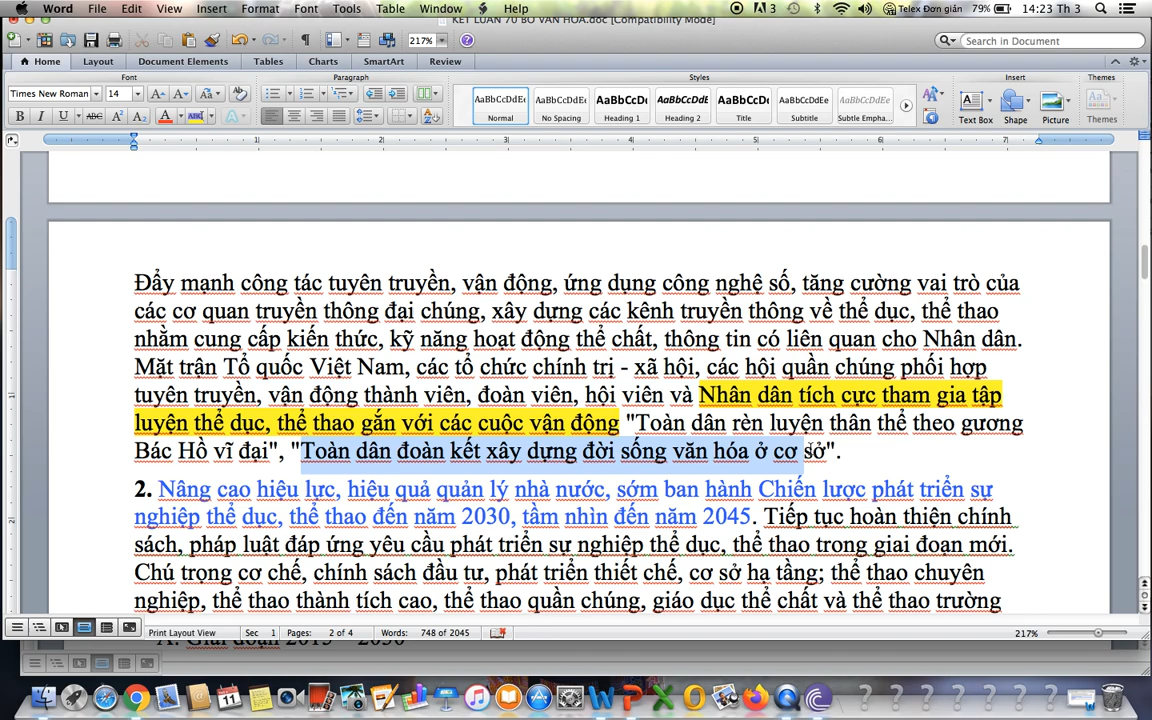 Word File Edit View Insert Format Font Tools Table Window Help
3 Telex Đơn giản 79% 14:23 Th 3
KET LUAN 70 BO VAN HOA.doc [Compatibility Mode]
217% Search in Document
Home Layout Document Elements Tables Charts SmartArt Review
Font Paragraph Styles Insert Themes
Times New Roman 14
AaBbCcDdEe AaBbCcDdEe AaBbCcDc AaBbCcDdE AaBbCcDc AaBbCcDdEe AaBbCcDdEe
Normal No Spacing Heading 1 Heading 2 Title Subtitle Subtle Empha...
Text Box Shape Picture Themes
B I U ABC A² A₂
Đẩy mạnh công tác tuyên truyền, vận động, ứng dụng công nghệ số, tăng cường vai trò của
các cơ quan truyền thông đại chúng, xây dựng các kênh truyền thông về thể dục, thể thao
nhằm cung cấp kiến thức, kỹ năng hoạt động thể chất, thông tin có liên quan cho Nhân dân.
Mặt trận Tổ quốc Việt Nam, các tổ chức chính trị - xã hội, các hội quần chúng phối hợp
tuyên truyền, vận động thành viên, đoàn viên, hội viên và Nhân dân tích cực tham gia tập
luyện thể dục, thể thao gắn với các cuộc vận động "Toàn dân rèn luyện thân thể theo gương
Bác Hồ vĩ đại", "Toàn dân đoàn kết xây dựng đời sống văn hóa ở cơ sở".
2. Nâng cao hiệu lực, hiệu quả quản lý nhà nước, sớm ban hành Chiến lược phát triển sự
nghiệp thể dục, thể thao đến năm 2030, tầm nhìn đến năm 2045. Tiếp tục hoàn thiện chính
sách, pháp luật đáp ứng yêu cầu phát triển sự nghiệp thể dục, thể thao trong giai đoạn mới.
Chú trọng cơ chế, chính sách đầu tư, phát triển thiết chế, cơ sở hạ tầng; thể thao chuyên
nghiệp, thể thao thành tích cao, thể thao quần chúng, giáo dục thể chất và thể thao trường
Print Layout View Sec 1 Pages: 2 of 4 Words: 748 of 2045 217%